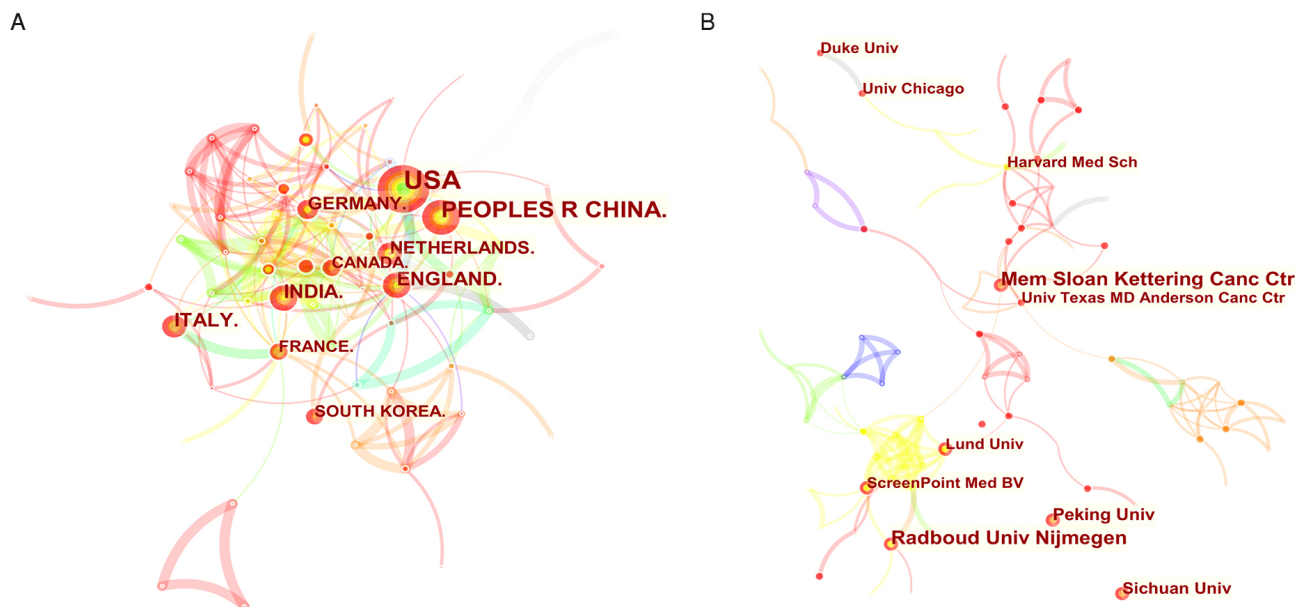 A
USA
PEOPLES R CHINA.
GERMANY.
NETHERLANDS.
CANADA.
ENGLAND.
INDIA.
ITALY.
FRANCE.
SOUTH KOREA.
B
Duke Univ
Univ Chicago
Harvard Med Sch
Mem Sloan Kettering Canc Ctr
Univ Texas MD Anderson Canc Ctr
Lund Univ
ScreenPoint Med BV
Peking Univ
Radboud Univ Nijmegen
Sichuan Univ